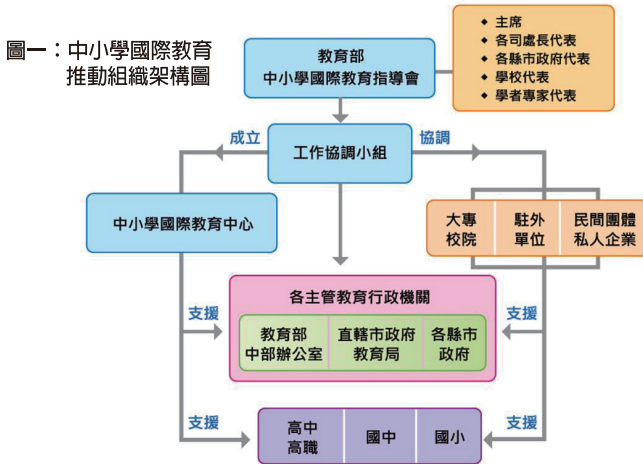 圖一：中小學國際教育
推動組織架構圖
教育部
中小學國際教育指導會
◆ 主席
◆ 各司處長代表
◆ 各縣市政府代表
◆ 學校代表
◆ 學者專家代表
成立
工作協調小組
協調
中小學國際教育中心
大專
校院
駐外
單位
民間團體
私人企業
各主管教育行政機關
支援
教育部
中部辦公室
直轄市政府
教育局
各縣市
政府
支援
支援
高中
高職
國中
國小
支援